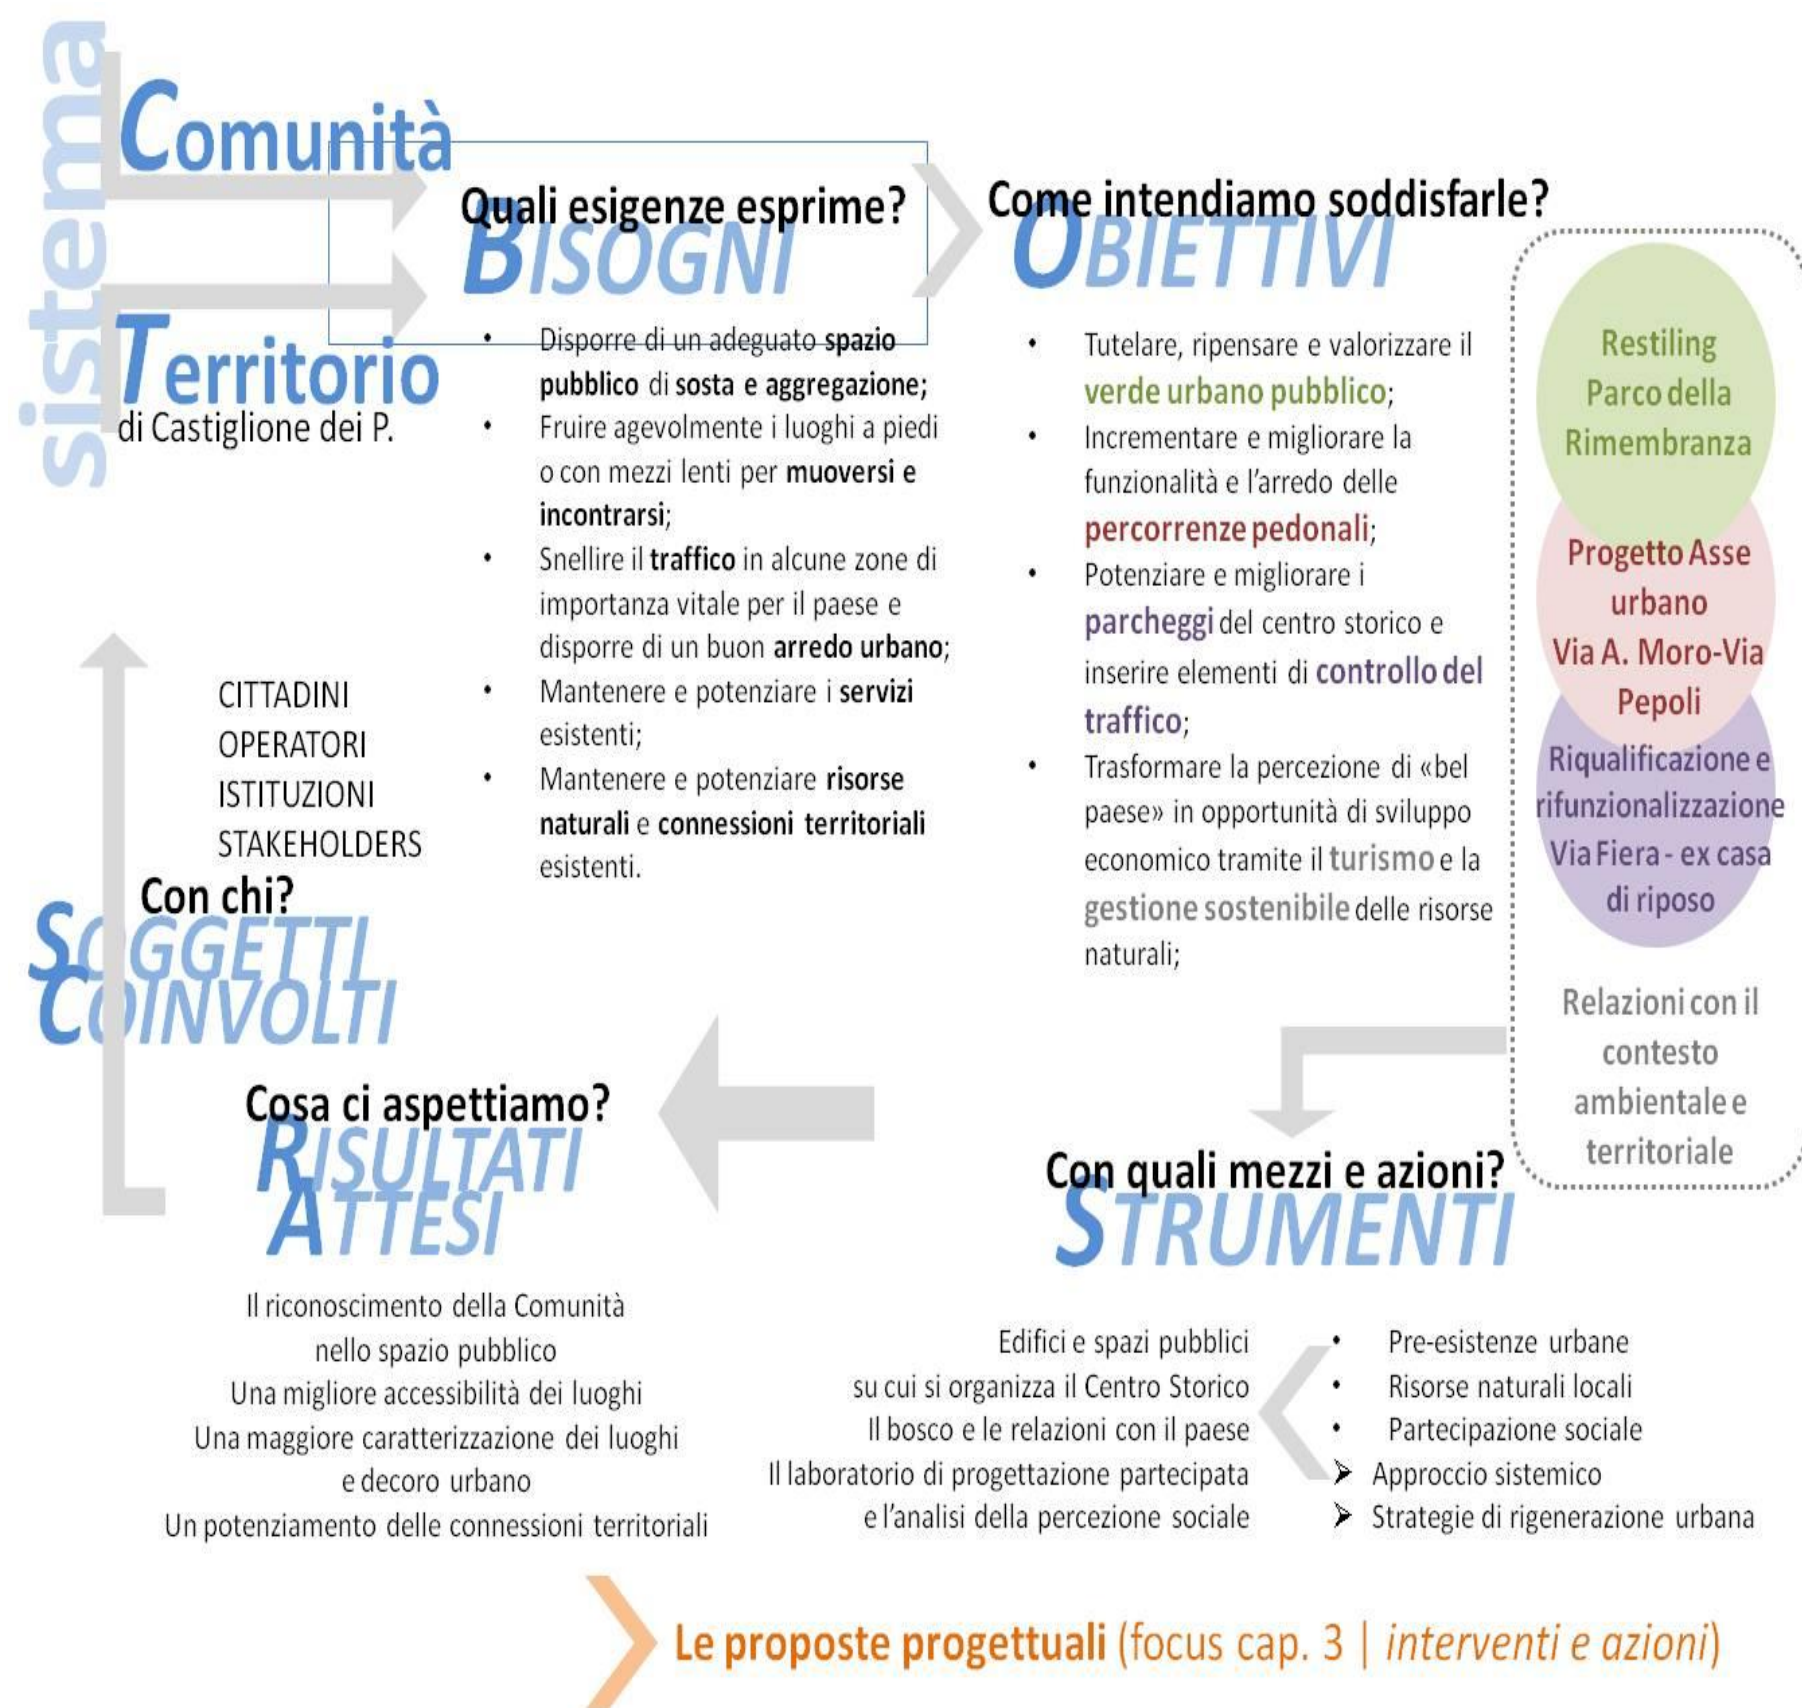 sistema
Comunità
Territorio
di Castiglione dei P.
Quali esigenze esprime?
BISOGNI
• Disporre di un adeguato spazio
pubblico di sosta e aggregazione;
• Fruire agevolmente i luoghi a piedi
o con mezzi lenti per muoversi e
incontrarsi;
• Snellire il traffico in alcune zone di
importanza vitale per il paese e
disporre di un buon arredo urbano;
• Mantenere e potenziare i servizi
esistenti;
• Mantenere e potenziare risorse
naturali e connessioni territoriali
esistenti.
Come intendiamo soddisfarle?
OBIETTIVI
• Tutelare, ripensare e valorizzare il
verde urbano pubblico;
• Incrementare e migliorare la
funzionalità e l’arredo delle
percorrenze pedonali;
• Potenziare e migliorare i
parcheggi del centro storico e
inserire elementi di controllo del
traffico;
• Trasformare la percezione di «bel
paese» in opportunità di sviluppo
economico tramite il turismo e la
gestione sostenibile delle risorse
naturali;
Restiling
Parco della
Rimembranza
Progetto Asse
urbano
Via A. Moro-Via
Pepoli
Riqualificazione e
rifunzionalizzazione
Via Fiera - ex casa
di riposo
Relazioni con il
contesto
ambientale e
territoriale
CITTADINI
OPERATORI
ISTITUZIONI
STAKEHOLDERS
Con chi?
SOGGETTI
COINVOLTI
Cosa ci aspettiamo?
RISULTATI
ATTESI
Il riconoscimento della Comunità
nello spazio pubblico
Una migliore accessibilità dei luoghi
Una maggiore caratterizzazione dei luoghi
e decoro urbano
Un potenziamento delle connessioni territoriali
Con quali mezzi e azioni?
STRUMENTI
Edifici e spazi pubblici
su cui si organizza il Centro Storico
Il bosco e le relazioni con il paese
Il laboratorio di progettazione partecipata
e l’analisi della percezione sociale
• Pre-esistenze urbane
• Risorse naturali locali
• Partecipazione sociale
➢ Approccio sistemico
➢ Strategie di rigenerazione urbana
Le proposte progettuali (focus cap. 3 | interventi e azioni)